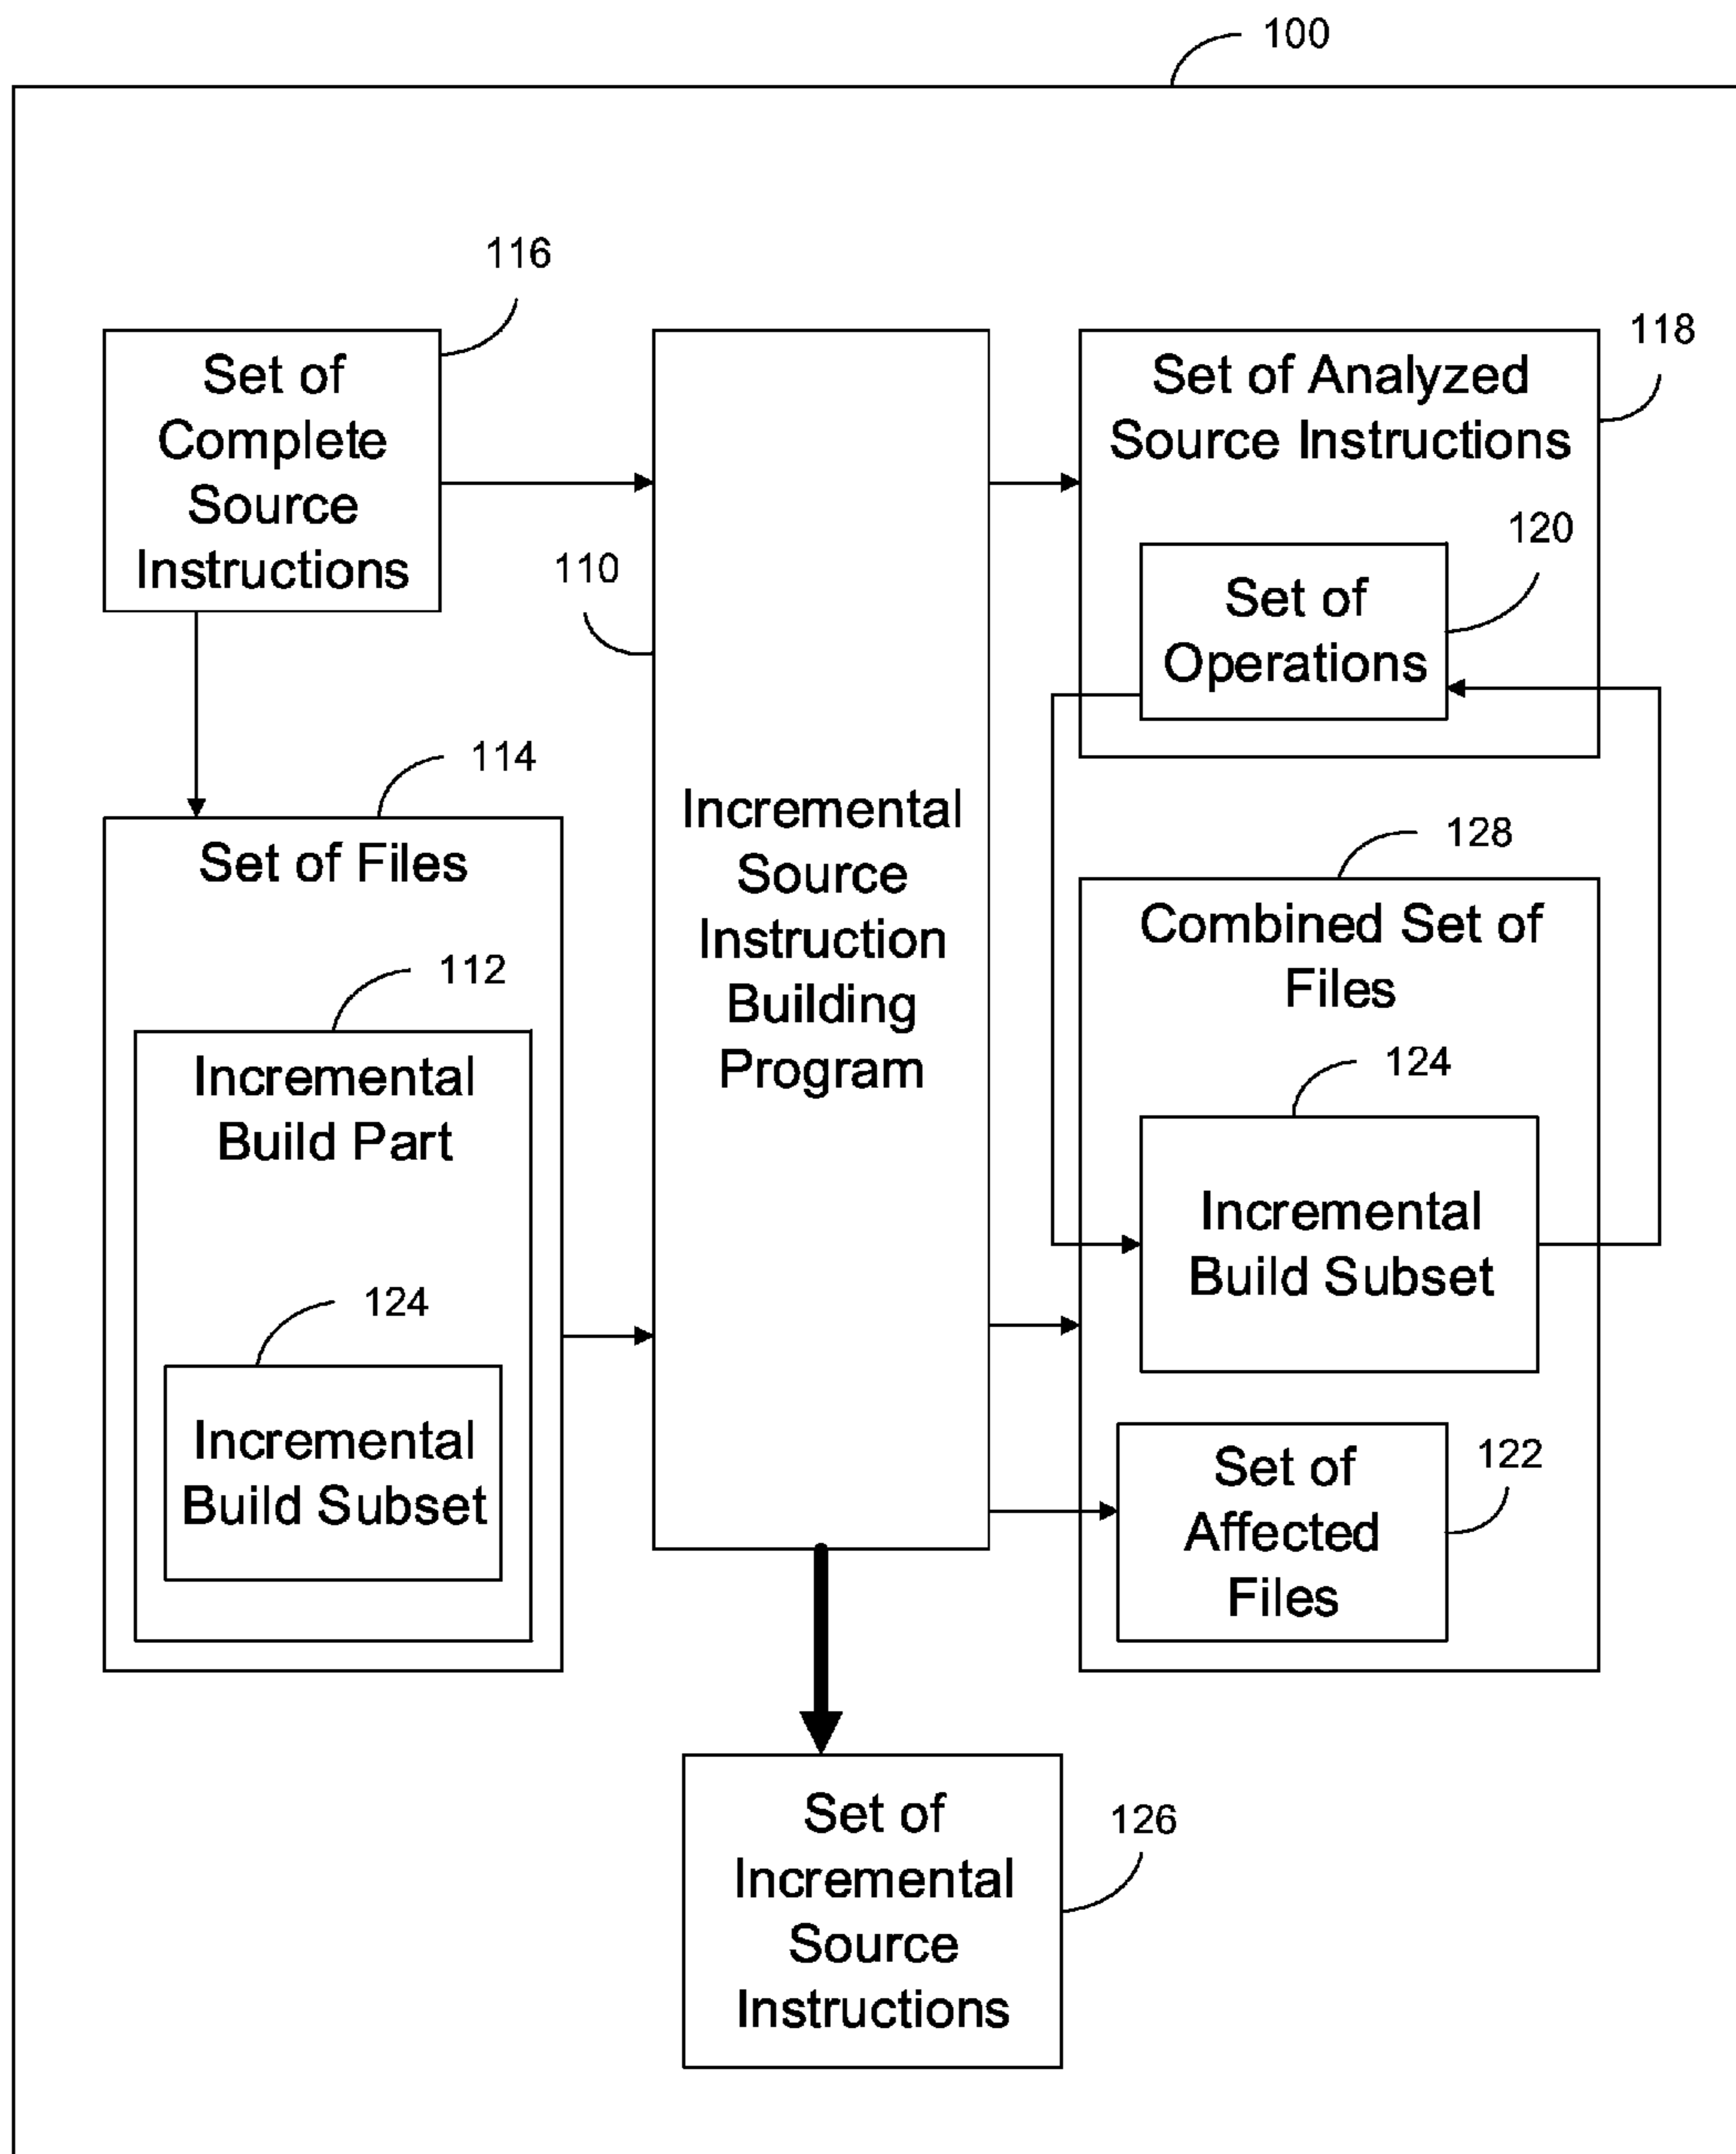 100
116
Set of
Complete
Source
Instructions
110
Incremental
Source
Instruction
Building
Program
118
Set of Analyzed
Source Instructions
120
Set of
Operations
114
Set of Files
112
Incremental
Build Part
124
Incremental
Build Subset
128
Combined Set of
Files
124
Incremental
Build Subset
122
Set of
Affected
Files
126
Set of
Incremental
Source
Instructions